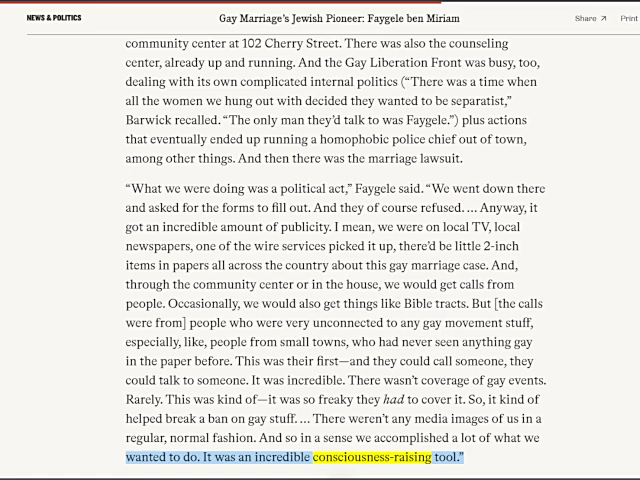 NEWS & POLITICS
Gay Marriage's Jewish Pioneer: Faygele ben Miriam
Share ↗
Print
community center at 102 Cherry Street. There was also the counseling
center, already up and running. And the Gay Liberation Front was busy, too,
dealing with its own complicated internal politics (“There was a time when
all the women we hung out with decided they wanted to be separatist,”
Barwick recalled. “The only man they’d talk to was Faygele.”) plus actions
that eventually ended up running a homophobic police chief out of town,
among other things. And then there was the marriage lawsuit.
“What we were doing was a political act,” Faygele said. “We went down there
and asked for the forms to fill out. And they of course refused. … Anyway, it
got an incredible amount of publicity. I mean, we were on local TV, local
newspapers, one of the wire services picked it up, there’d be little 2-inch
items in papers all across the country about this gay marriage case. And,
through the community center or in the house, we would get calls from
people. Occasionally, we would also get things like Bible tracts. But [the calls
were from] people who were very unconnected to any gay movement stuff,
especially, like, people from small towns, who had never seen anything gay
in the paper before. This was their first—and they could call someone, they
could talk to someone. It was incredible. There wasn’t coverage of gay events.
Rarely. This was kind of—it was so freaky they had to cover it. So, it kind of
helped break a ban on gay stuff. … There weren’t any media images of us in a
regular, normal fashion. And so in a sense we accomplished a lot of what we
wanted to do. It was an incredible consciousness-raising tool.”